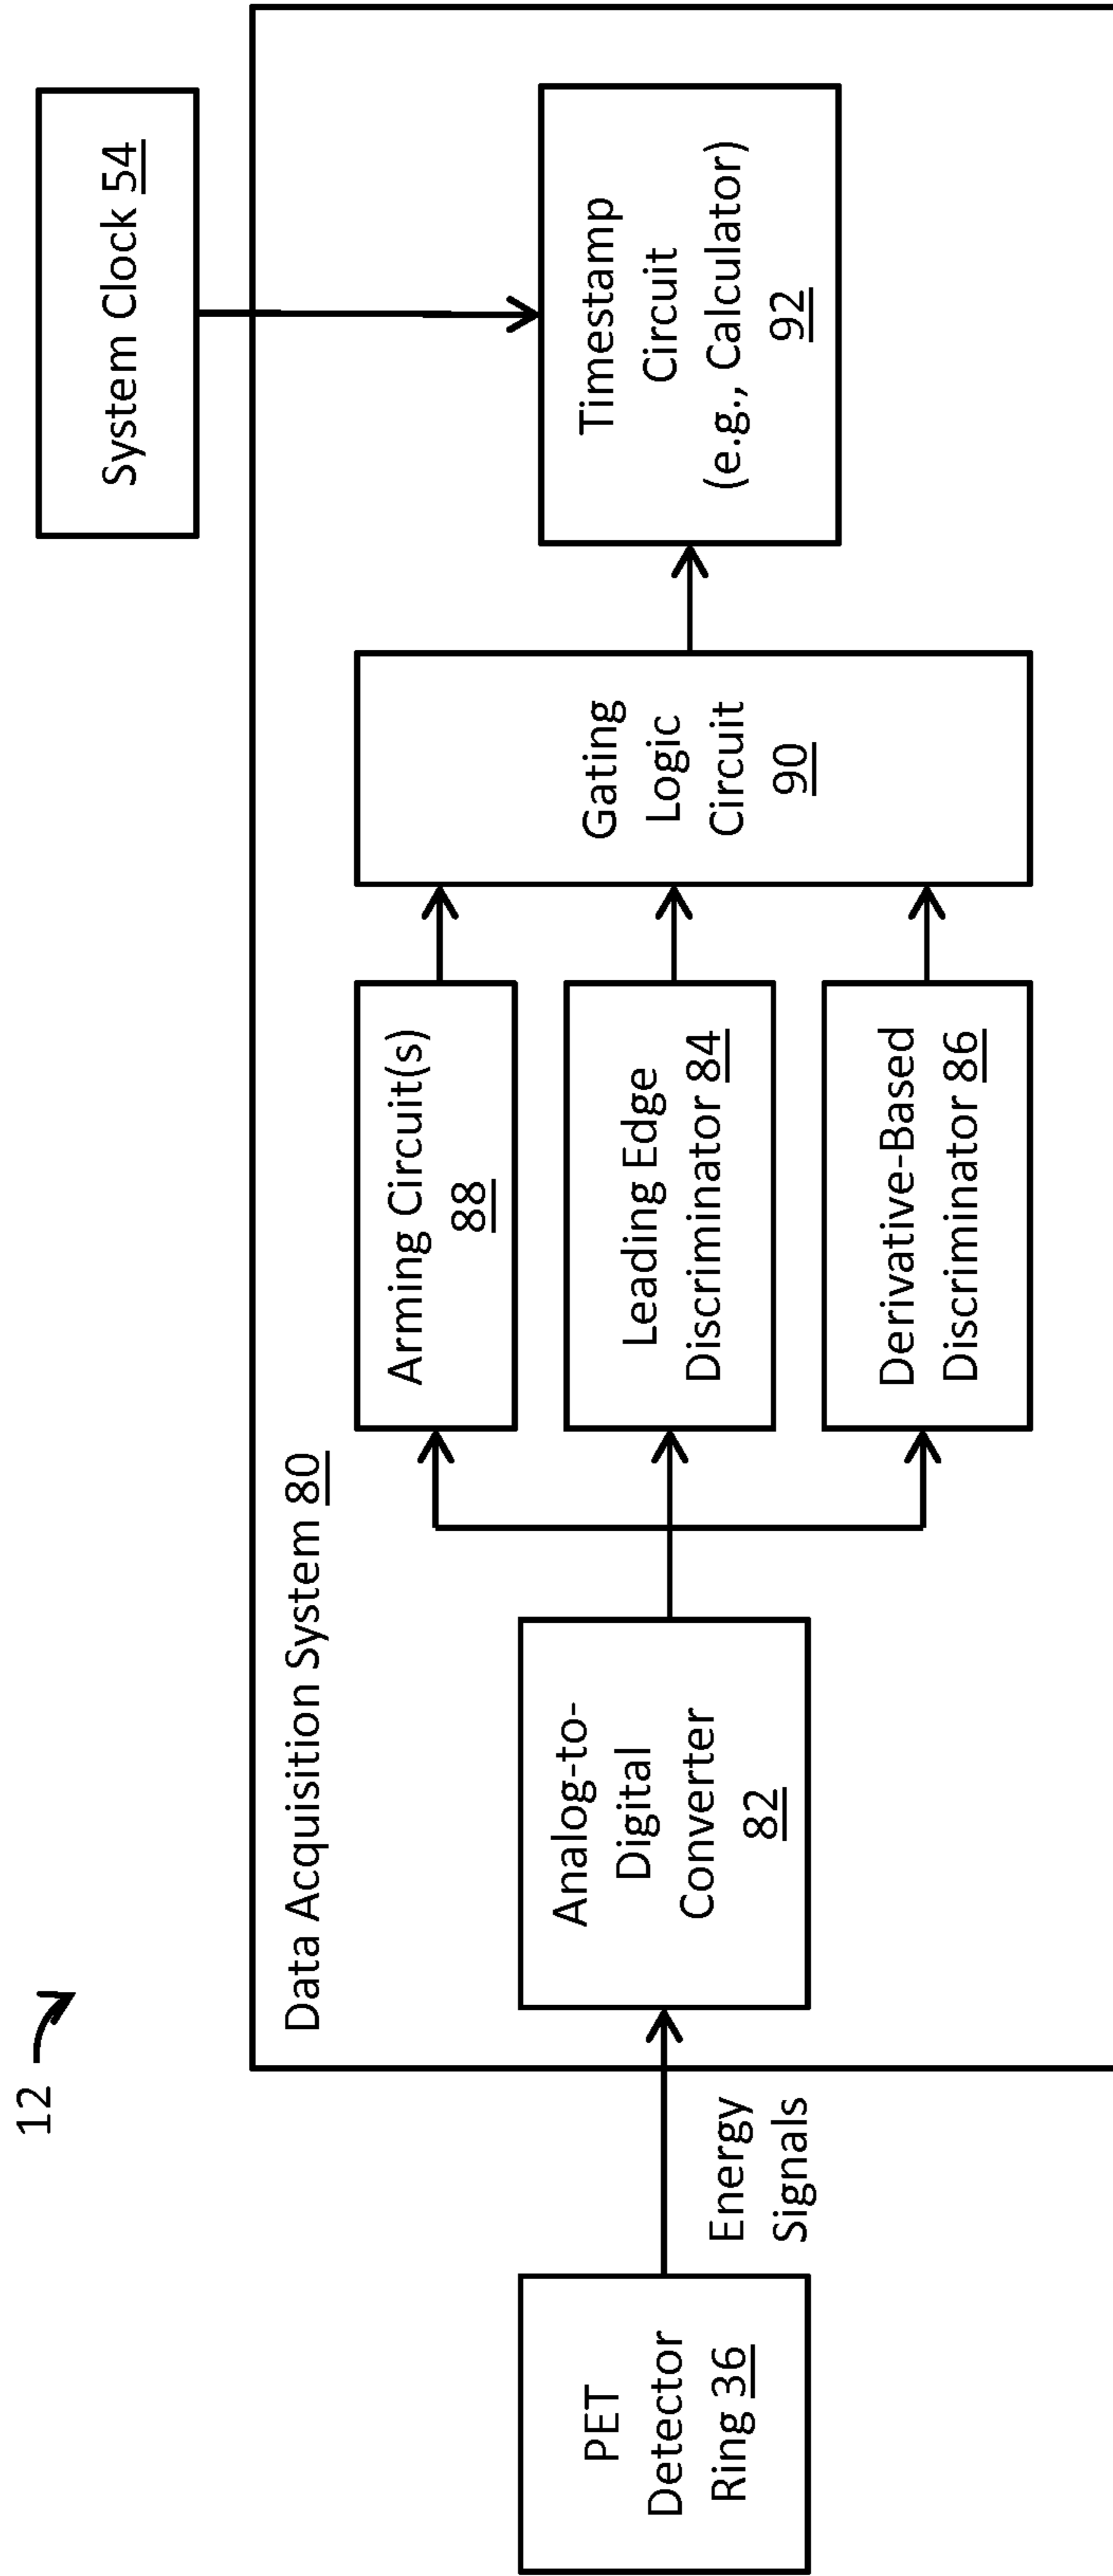 12
System Clock 54
Data Acquisition System 80
PET
Detector
Ring 36
Energy
Signals
Analog-to-
Digital
Converter
82
Arming Circuit(s)
88
Leading Edge
Discriminator 84
Derivative-Based
Discriminator 86
Gating
Logic
Circuit
90
Timestamp
Circuit
(e.g., Calculator)
92